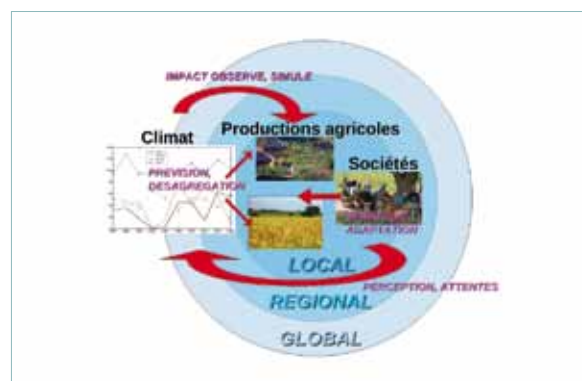 IMPACT OBSERVE, SIMULE
Productions agricoles
Climat
Sociétés
PREVISION,
DESAGREGATION
ADAPTATION
LOCAL
PERCEPTION, ATTENTES
REGIONAL
GLOBAL